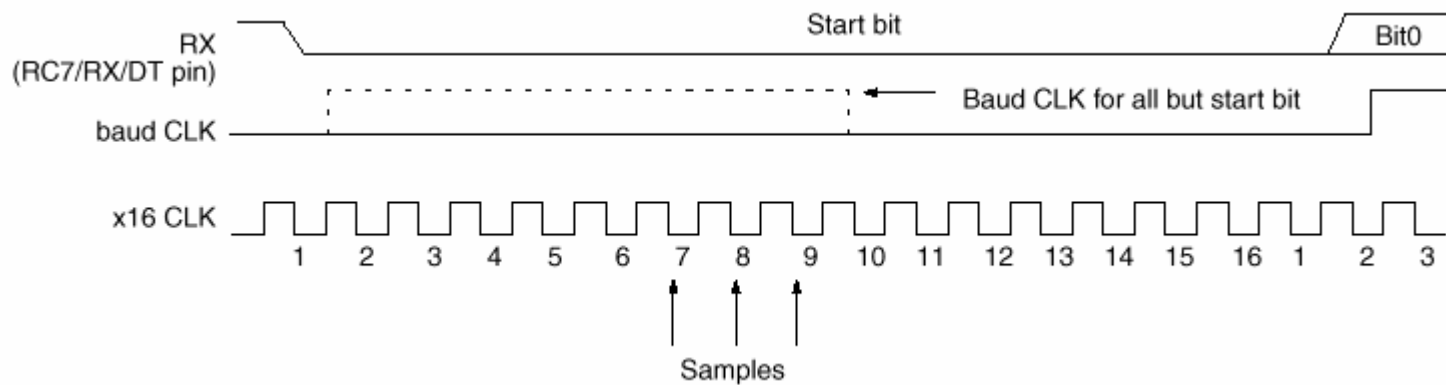 Start bit
RX
(RC7/RX/DT pin)
Bit0
Baud CLK for all but start bit
baud CLK
x16 CLK
1 2 3 4 5 6 7 8 9 10 11 12 13 14 15 16 1 2 3
Samples